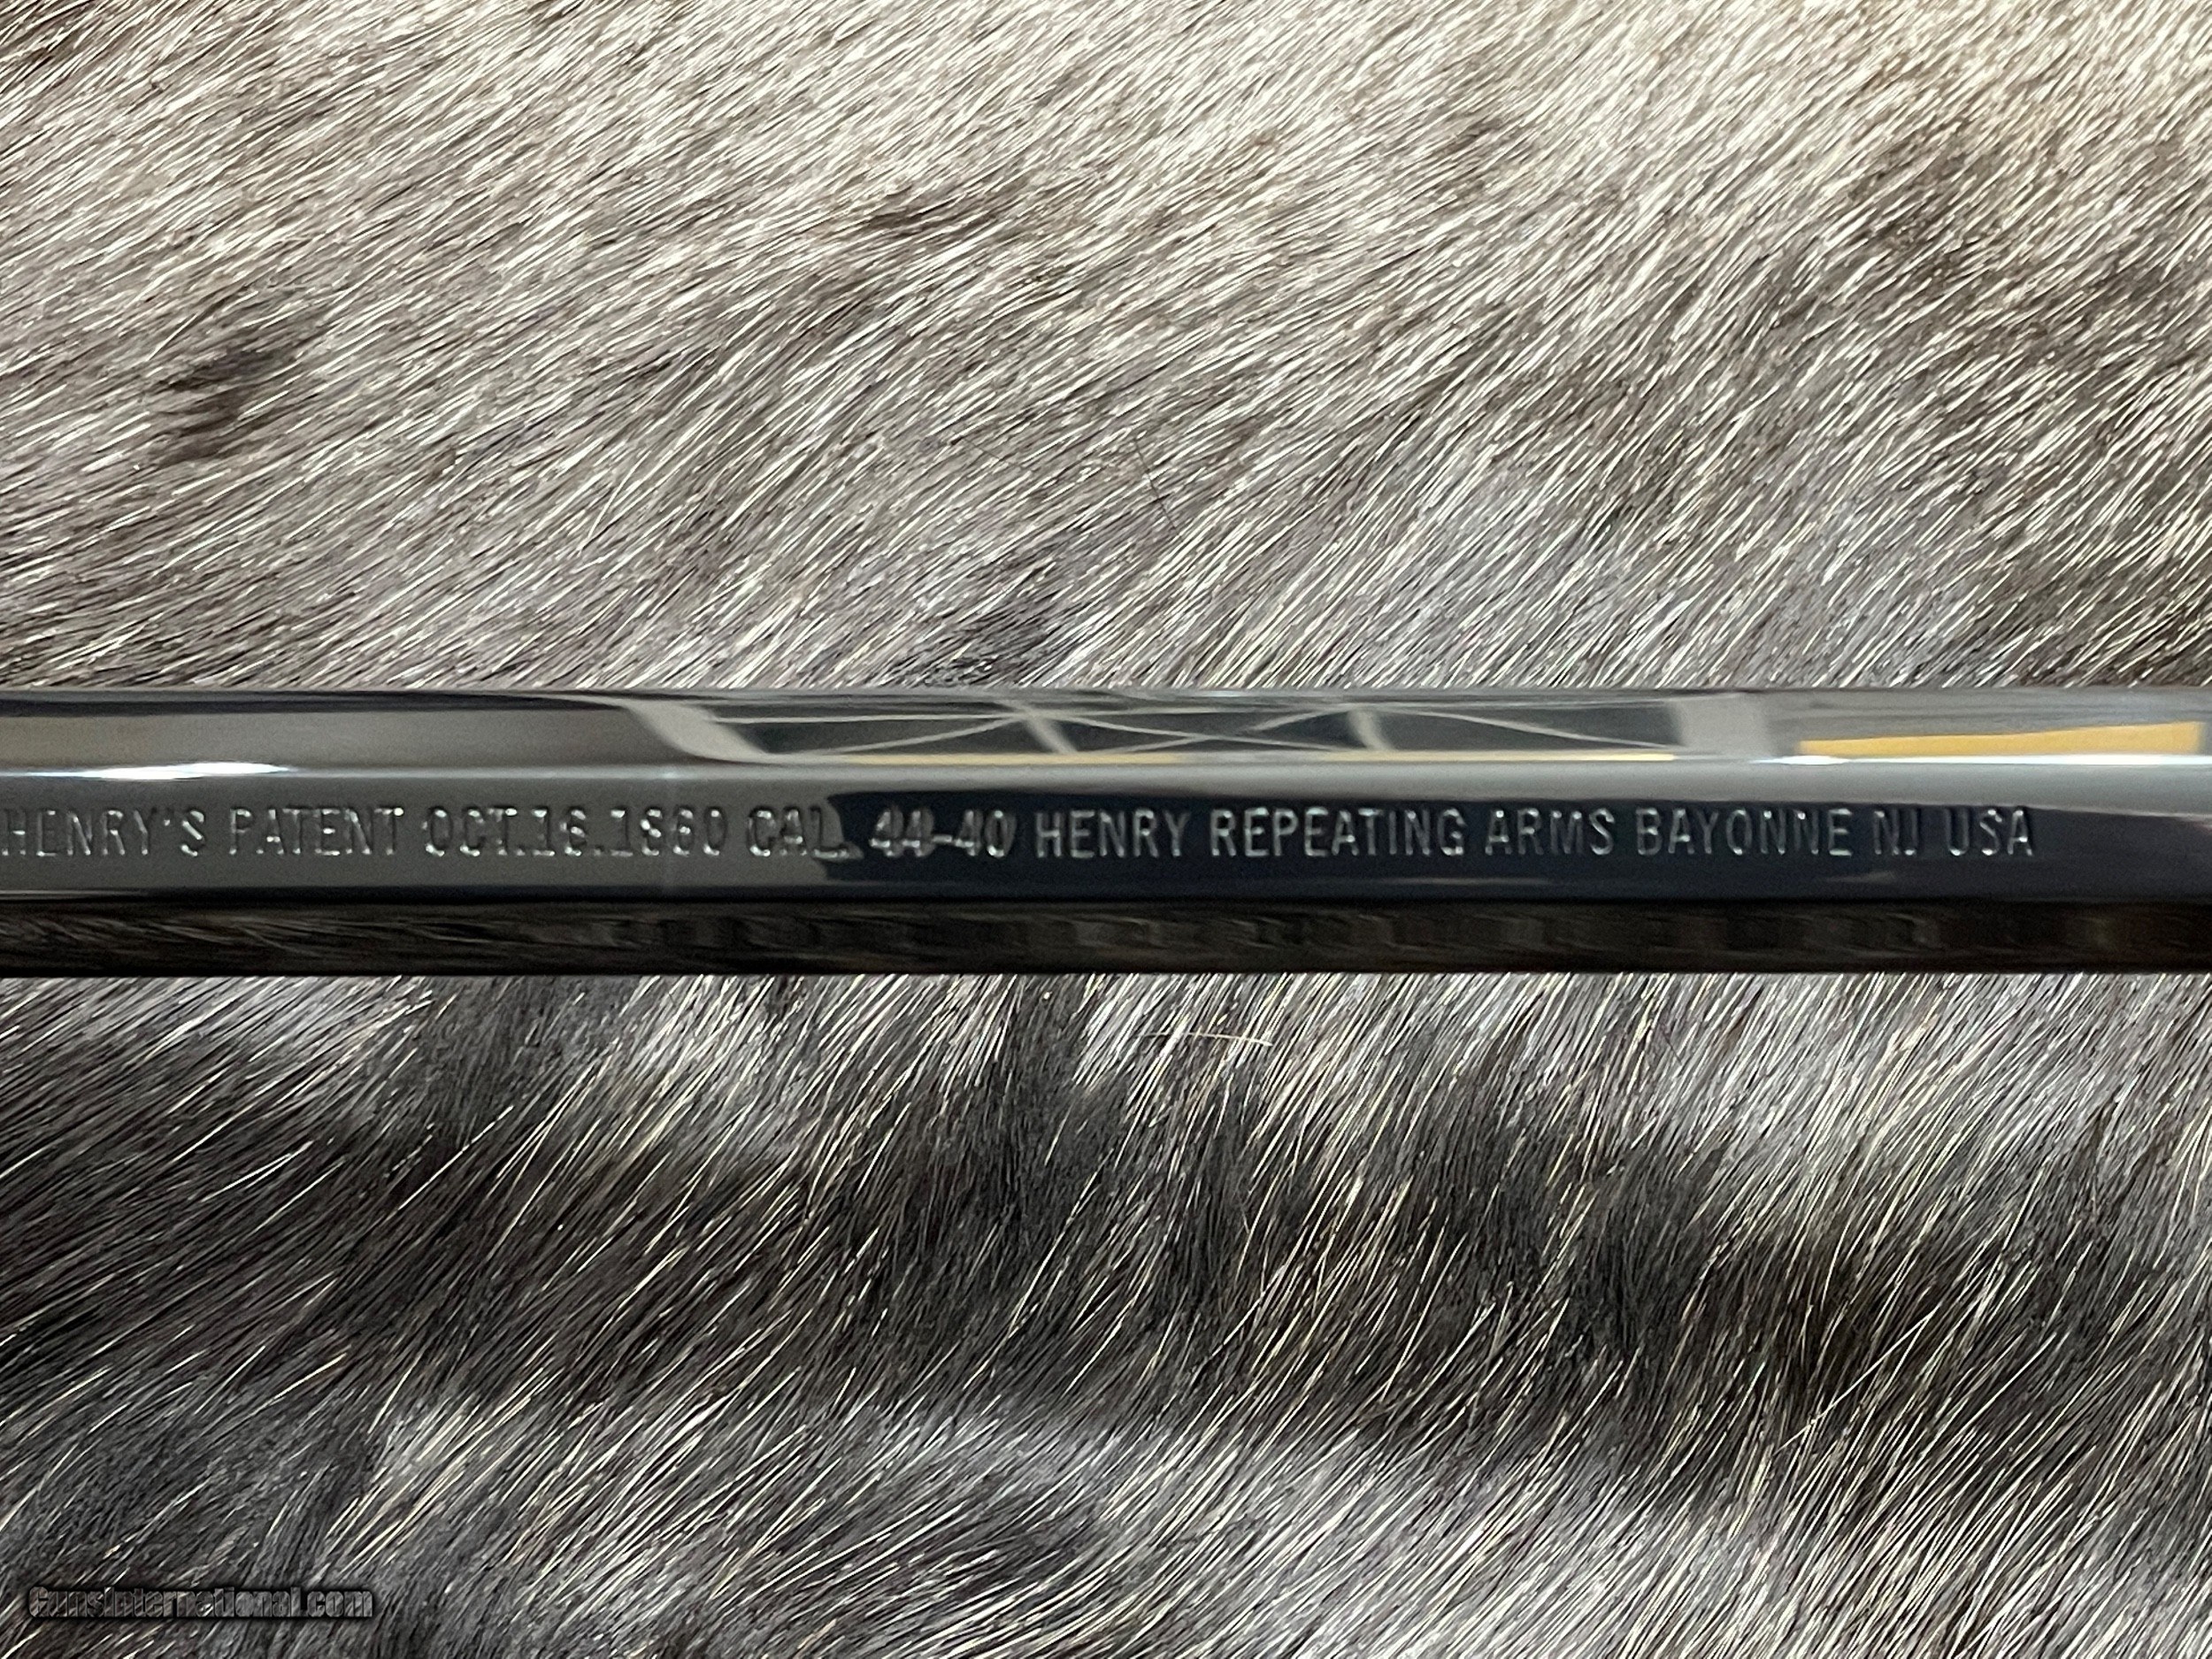 HENRY'S PATENT OCT.16.1860 CAL. 44-40 HENRY REPEATING ARMS BAYONNE NJ USA
GunsInternational.com